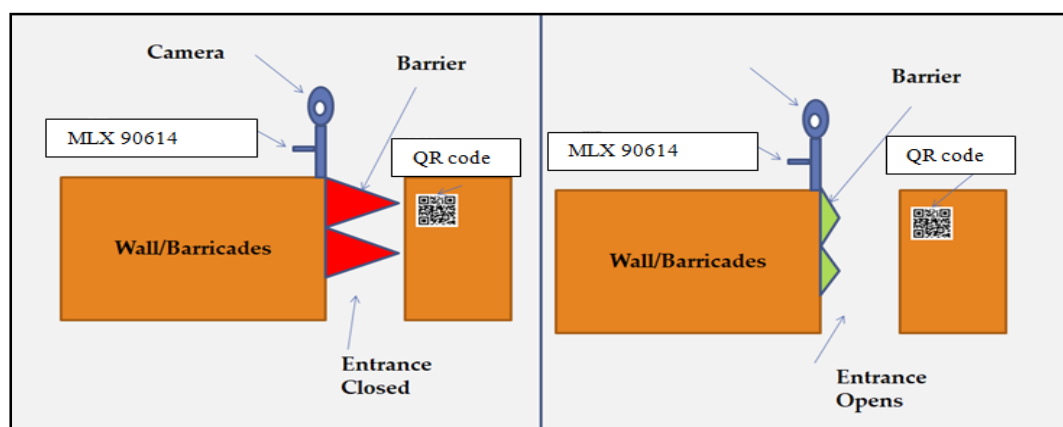 Camera
Barrier
MLX 90614
QR code
Wall/Barricades
Entrance
Closed
Barrier
MLX 90614
QR code
Wall/Barricades
Entrance
Opens